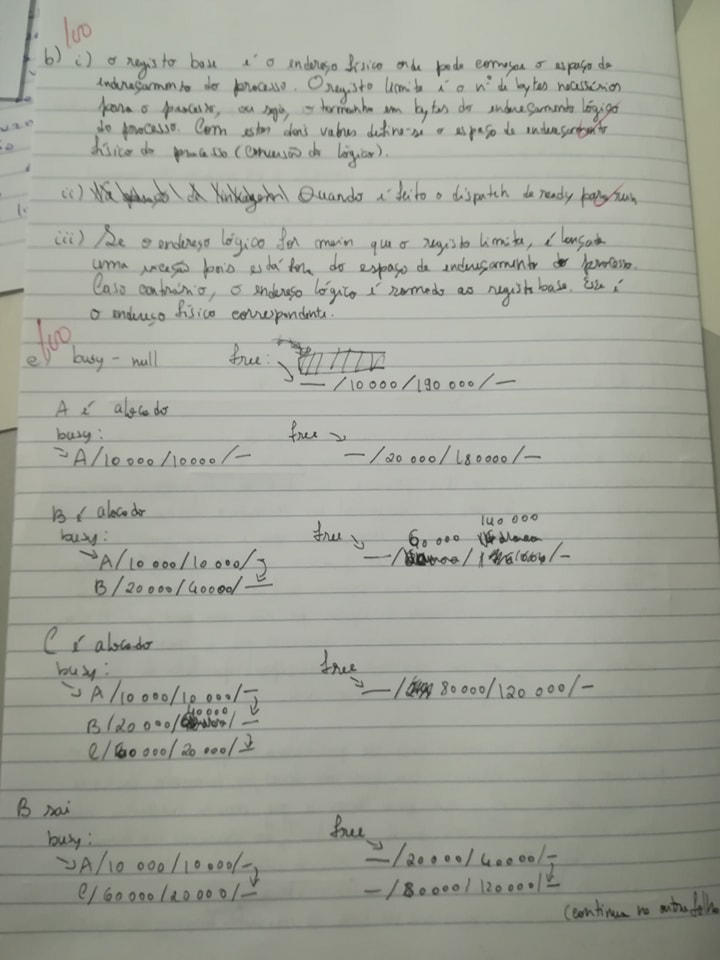 100
b) i) o registo base é o endereço físico onde pode começar o espaço de
endereçamento do processo. O registo limite é o nº de bytes necessários
para o processo, ou seja, o tamanho em bytes do endereçamento lógico
do processo. Com estes dois valores define-se o espaço de endereçamento
físico do processo (conversão do lógico).
ii) Quando é feito o dispatch de ready para run
iii) Se o endereço lógico for maior que o registo limite, é lançada
uma exceção pois está fora do espaço de endereçamento do processo.
Caso contrário, o endereço lógico é somado ao registo base. Esse é
o endereço físico correspondente.
100
e) busy - null free:
— / 10 000 / 190 000 / —
A é alocado
busy: free
A / 10 000 / 10000 / — — / 20 000 / 180000 / —
B é alocado 140 000
busy: free 60 000
A / 10 000 / 10 000 / — — / / / —
B / 20 000 / 40000 / —
C é alocado
busy: free
A / 10 000 / 10 000 / — — / 80000 / 120 000 / —
40000
B / 20 000 / / —
C / 60 000 / 20 000 / —
B sai
busy: free
A / 10 000 / 10000 / — — / 20000 / 40000 / —
C / 60000 / 20000 / — — / 80000 / 120000 / —
(continua na outra folha